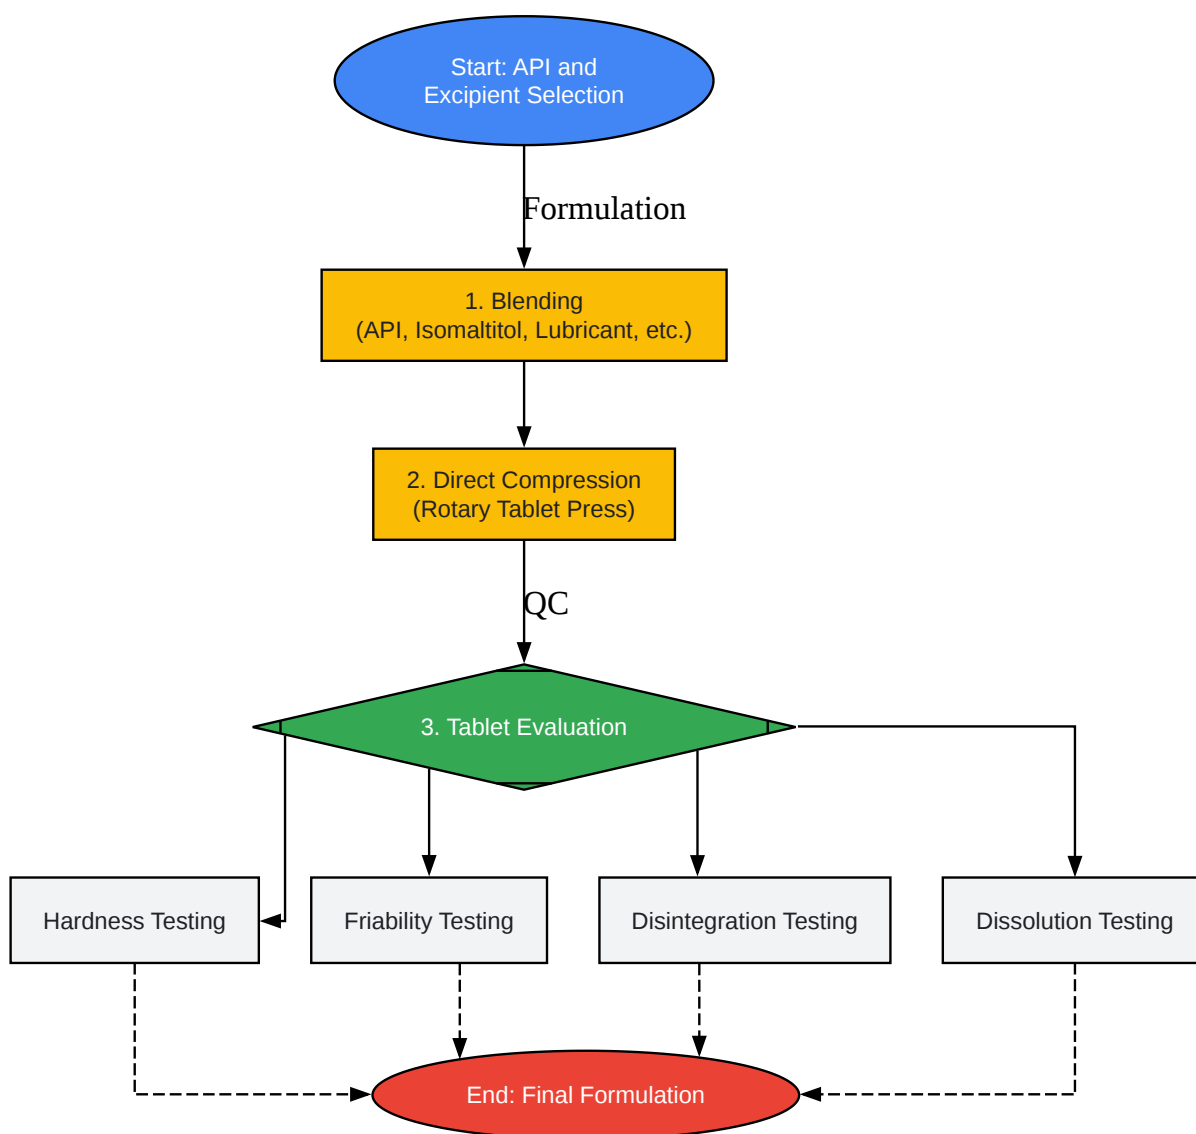 Start: API and
Excipient Selection
Formulation
1. Blending
(API, Isomaltitol, Lubricant, etc.)
2. Direct Compression
(Rotary Tablet Press)
QC
3. Tablet Evaluation
Hardness Testing
Friability Testing
Disintegration Testing
Dissolution Testing
End: Final Formulation